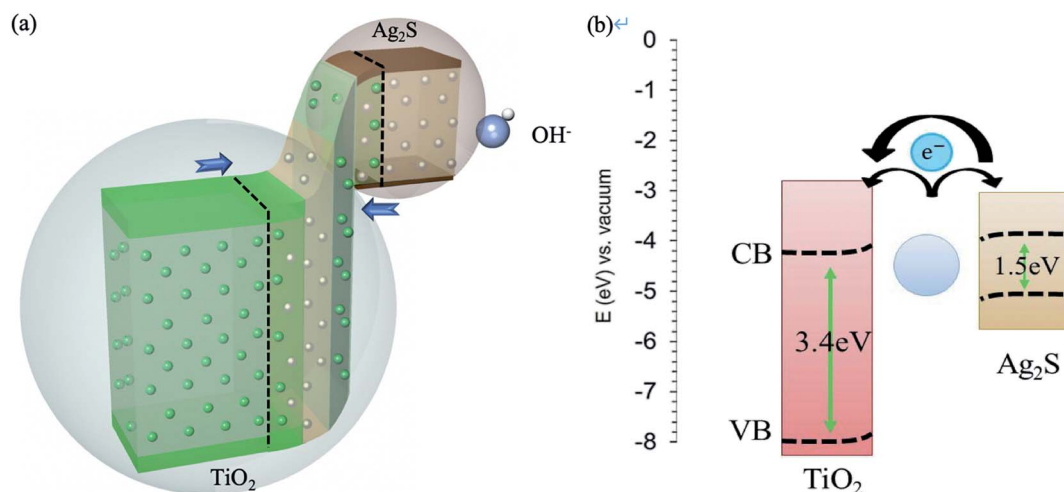 (a)
Ag₂S
OH⁻
TiO₂
(b)↵
E (eV) vs. vacuum
0
-1
-2
-3
-4
-5
-6
-7
-8
e⁻
CB
3.4eV
1.5eV
VB
Ag₂S
TiO₂